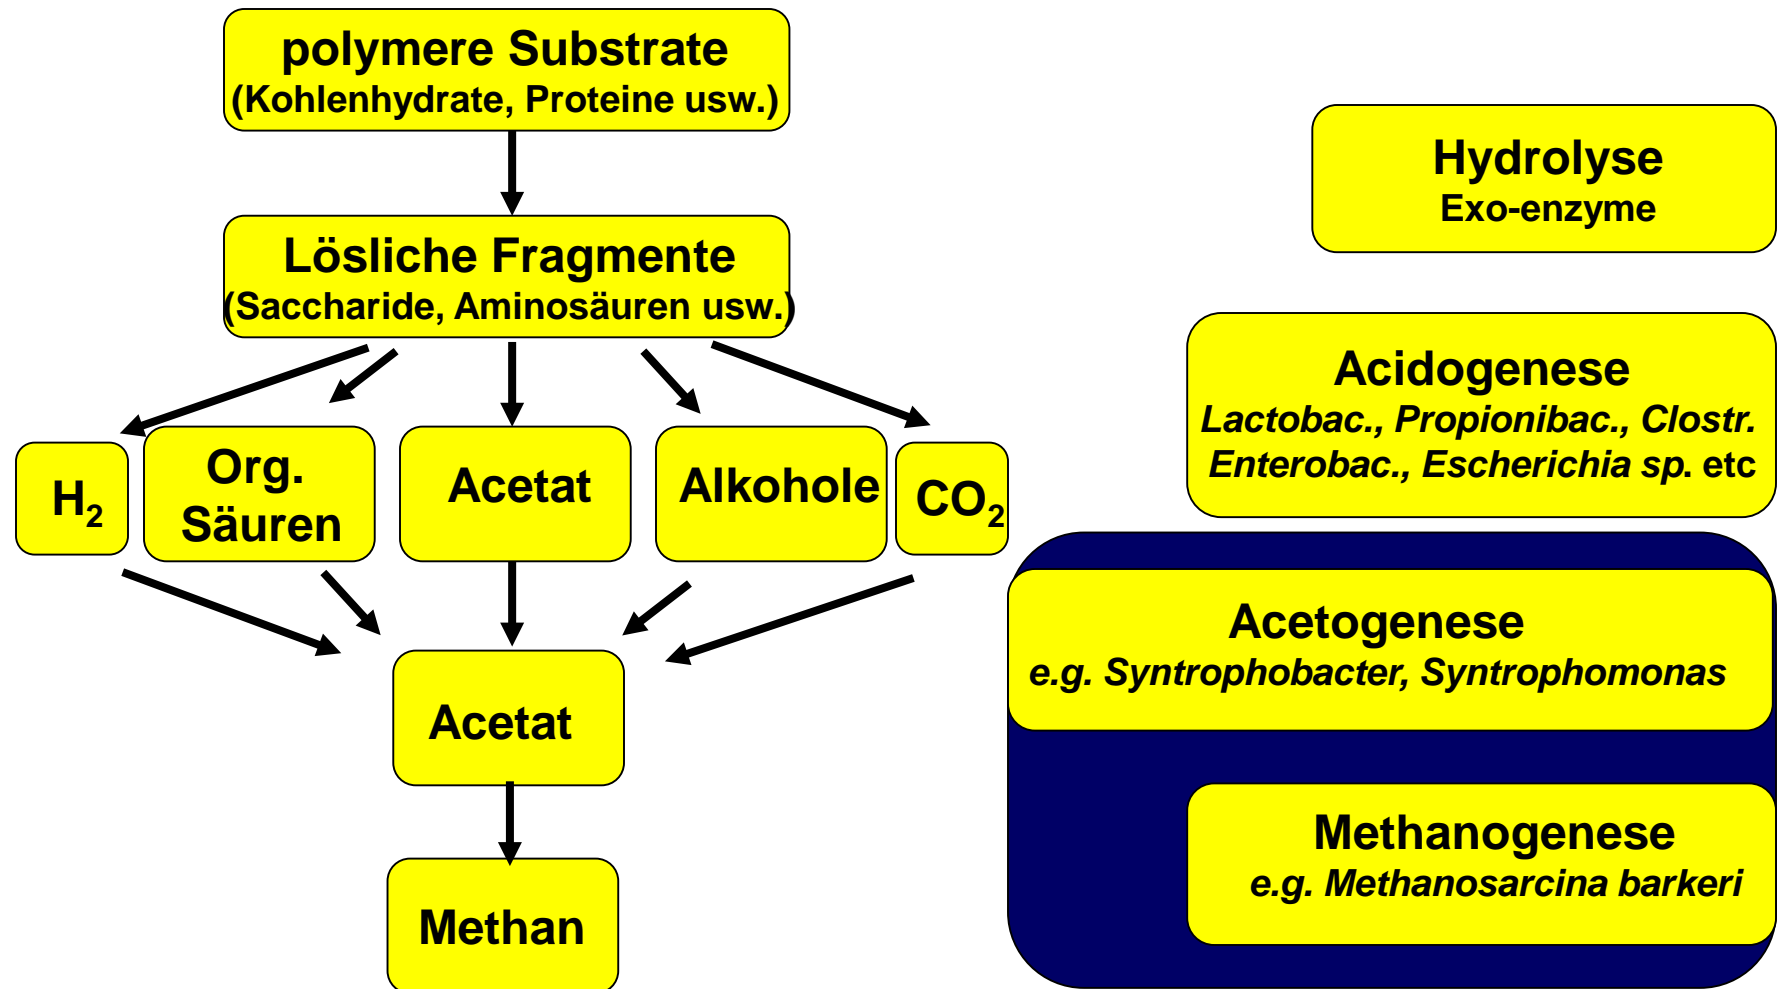 polymere Substrate
(Kohlenhydrate, Proteine usw.)
Lösliche Fragmente
(Saccharide, Aminosäuren usw.)
H₂
Org.
Säuren
Acetat
Alkohole
CO₂
Acetat
Methan
Hydrolyse
Exo-enzyme
Acidogenese
Lactobac., Propionibac., Clostr.
Enterobac., Escherichia sp. etc
Acetogenese
e.g. Syntrophobacter, Syntrophomonas
Methanogenese
e.g. Methanosarcina barkeri